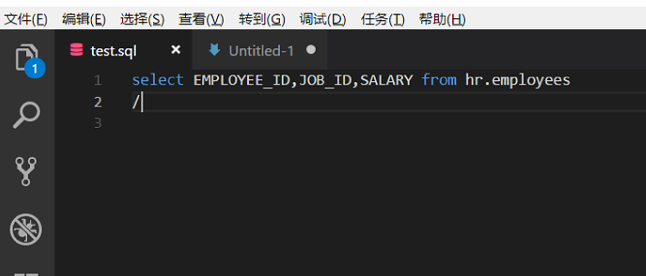 文件(F) 编辑(E) 选择(S) 查看(V) 转到(G) 调试(D) 任务(T) 帮助(H)
test.sql × Untitled-1
1
1 select EMPLOYEE_ID,JOB_ID,SALARY from hr.employees
2 /
3